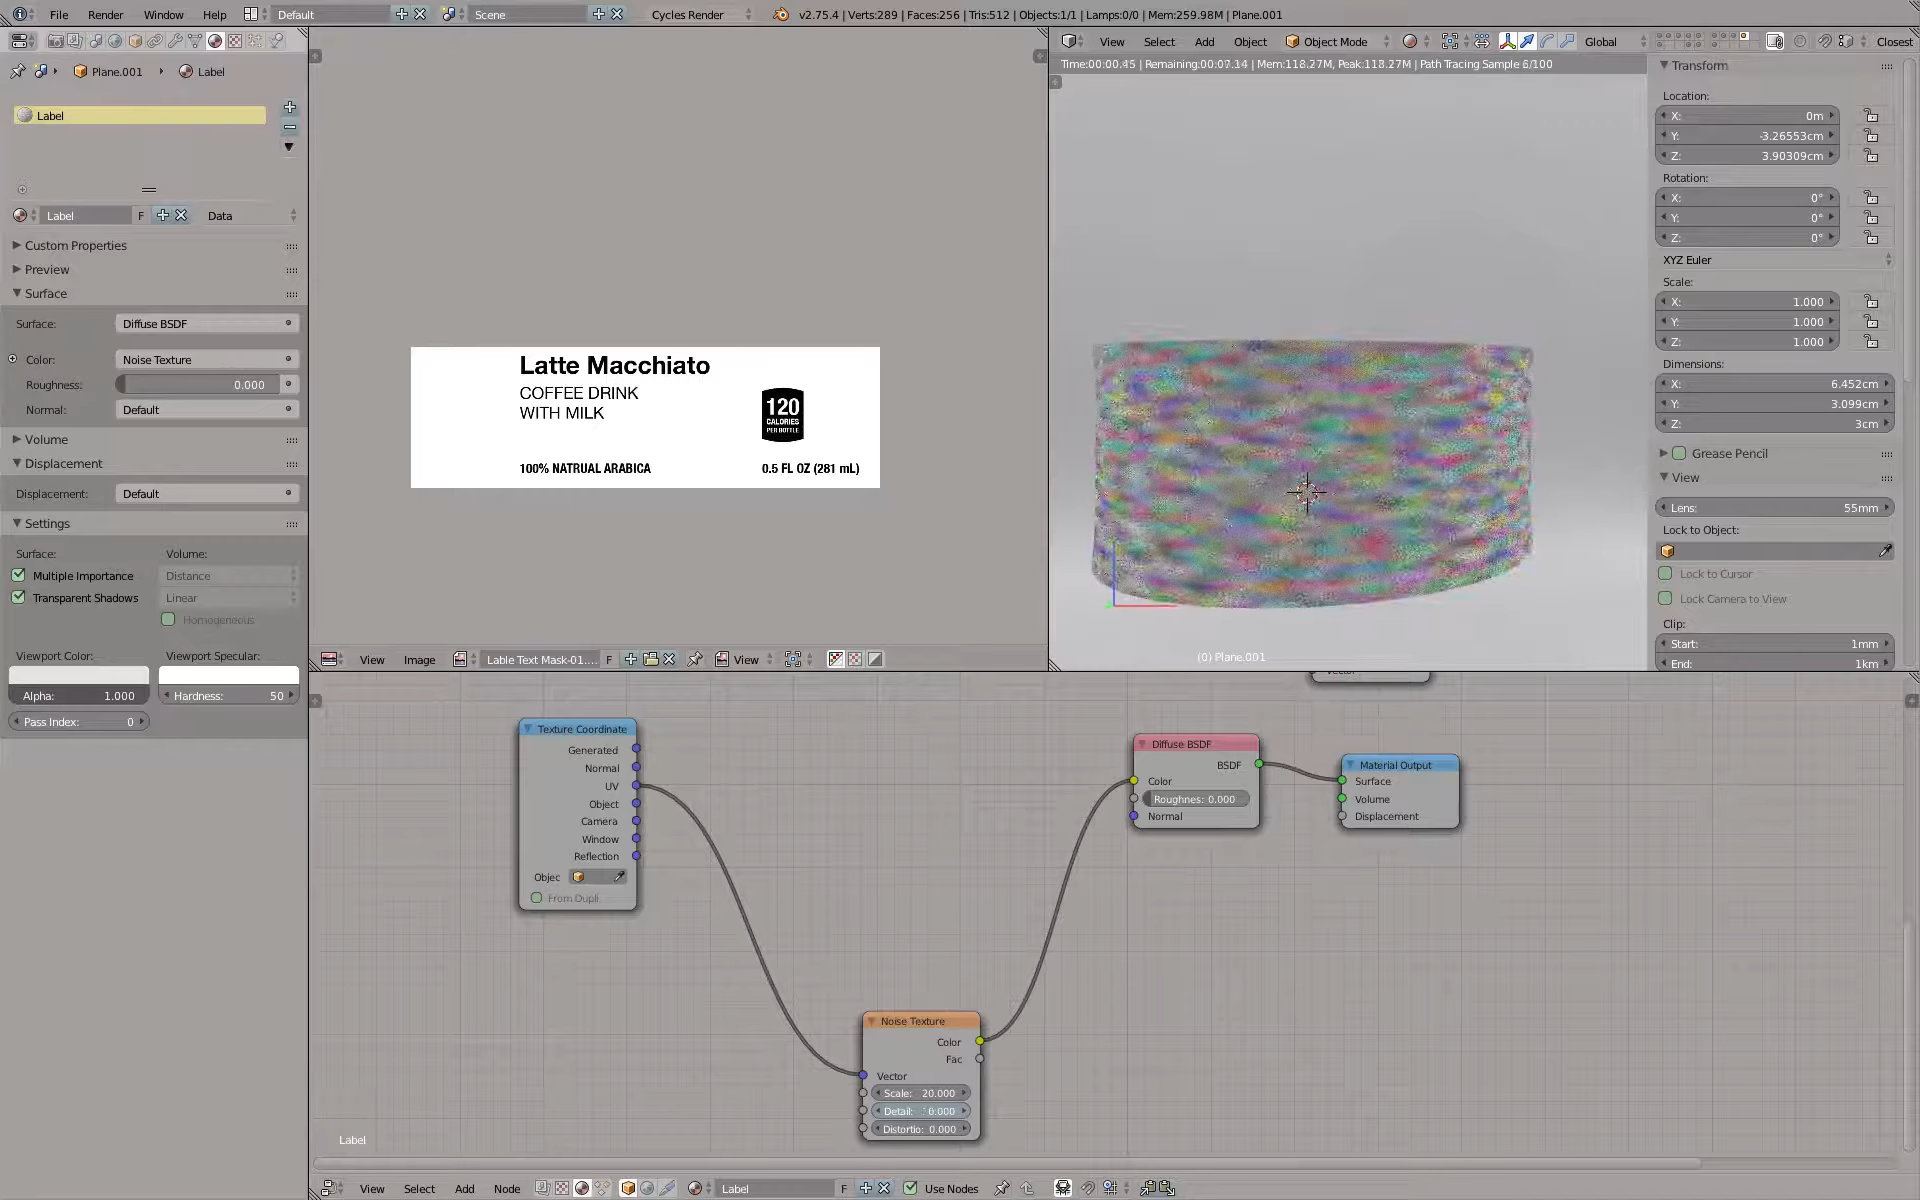 File Render Window Help Default Scene Cycles Render v2.75.4 | Verts:289 | Faces:256 | Tris:512 | Objects:1/1 | Lamps:0/0 | Mem:259.98M | Plane.001
View Select Add Object Object Mode Global Closest
Plane.001 Label
Time:00:00.45 | Remaining:00:07.14 | Mem:118.27M, Peak:118.27M | Path Tracing Sample 6/100
Label
Label F Data
Custom Properties
Preview
Surface
Surface: Diffuse BSDF
Color: Noise Texture
Roughness: 0.000
Normal: Default
Volume
Displacement
Displacement: Default
Settings
Surface: Volume:
Multiple Importance Distance
Transparent Shadows Linear
Homogeneous
Viewport Color: Viewport Specular:
Alpha: 1.000 Hardness: 50
Pass Index: 0
Latte Macchiato
COFFEE DRINK
WITH MILK
120
CALORIES
PER BOTTLE
100% NATRUAL ARABICA 0.5 FL OZ (281 mL)
View Image Lable Text Mask-01.... F View
(0) Plane.001
Transform
Location:
X: 0m
Y: -3.26553cm
Z: 3.90309cm
Rotation:
X: 0°
Y: 0°
Z: 0°
XYZ Euler
Scale:
X: 1.000
Y: 1.000
Z: 1.000
Dimensions:
X: 6.452cm
Y: 3.099cm
Z: 3cm
Grease Pencil
View
Lens: 55mm
Lock to Object:
Lock to Cursor
Lock Camera to View
Clip:
Start: 1mm
End: 1km
Texture Coordinate
Generated
Normal
UV
Object
Camera
Window
Reflection
Objec
From Dupli
Noise Texture
Color
Fac
Vector
Scale: 20.000
Detail:
Distortio: 0.000
Diffuse BSDF
BSDF
Color
Roughnes: 0.000
Normal
Material Output
Surface
Volume
Displacement
Label
View Select Add Node Label F Use Nodes